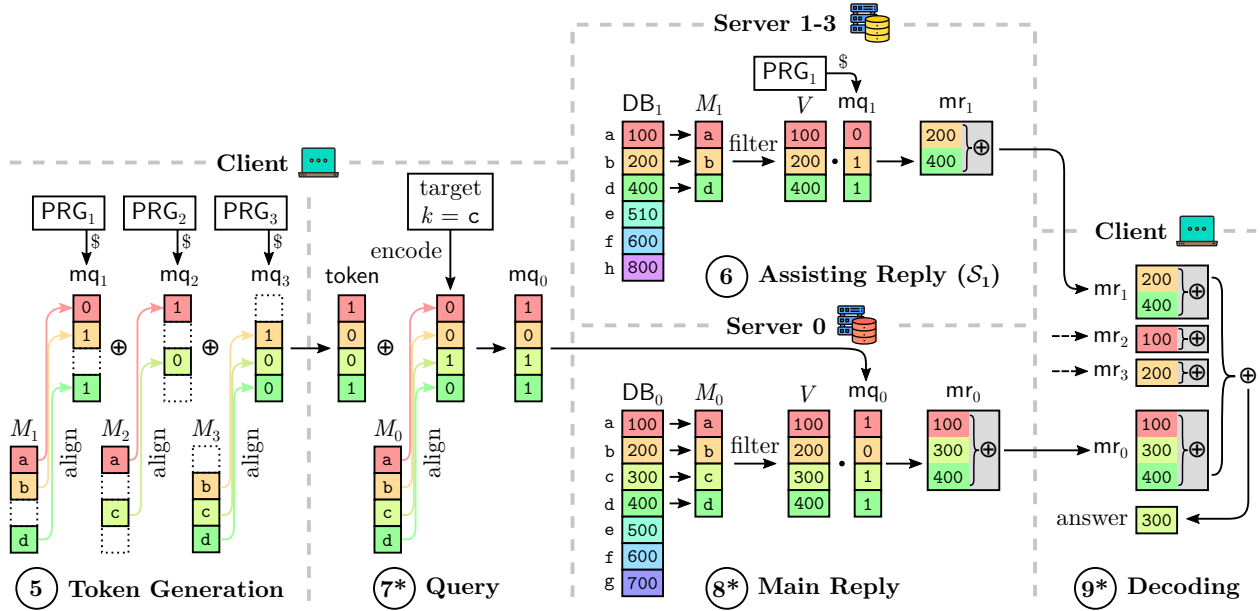 Server 1-3
PRG₁
$
DB₁ M₁ V mq₁ mr₁
a 100 a 100 0 200
b 200 b filter 200 · 1 400 ⊕
d 400 d 400 1
e 510
f 600
h 800
6 Assisting Reply (𝒮₁)
Client
PRG₁ PRG₂ PRG₃
$ $ $
mq₁ mq₂ mq₃
0 1
1 ⊕ ⊕ 1
0 0
1 0
M₁ M₂ M₃
align align align
a a
b b
c c
d d
5 Token Generation
target
k = c
encode
token mq₀
1 0 1
0 ⊕ 0 0
0 1 1
1 0 1
M₀
align
a
b
c
d
7* Query
Server 0
DB₀ M₀ V mq₀ mr₀
a 100 a 100 1 100
b 200 b filter 200 · 0 300 ⊕
c 300 c 300 1 400
d 400 d 400 1
e 500
f 600
g 700
8* Main Reply
Client
mr₁ 200 ⊕
400
mr₂ 100 ⊕
mr₃ 200 ⊕
⊕
100
mr₀ 300 ⊕
400
answer 300
9* Decoding